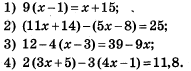 1) 9(x−1)=x+15;
2) (11x+14)−(5x−8)=25;
3) 12−4(x−3)=39−9x;
4) 2(3x+5)−3(4x−1)=11,8.